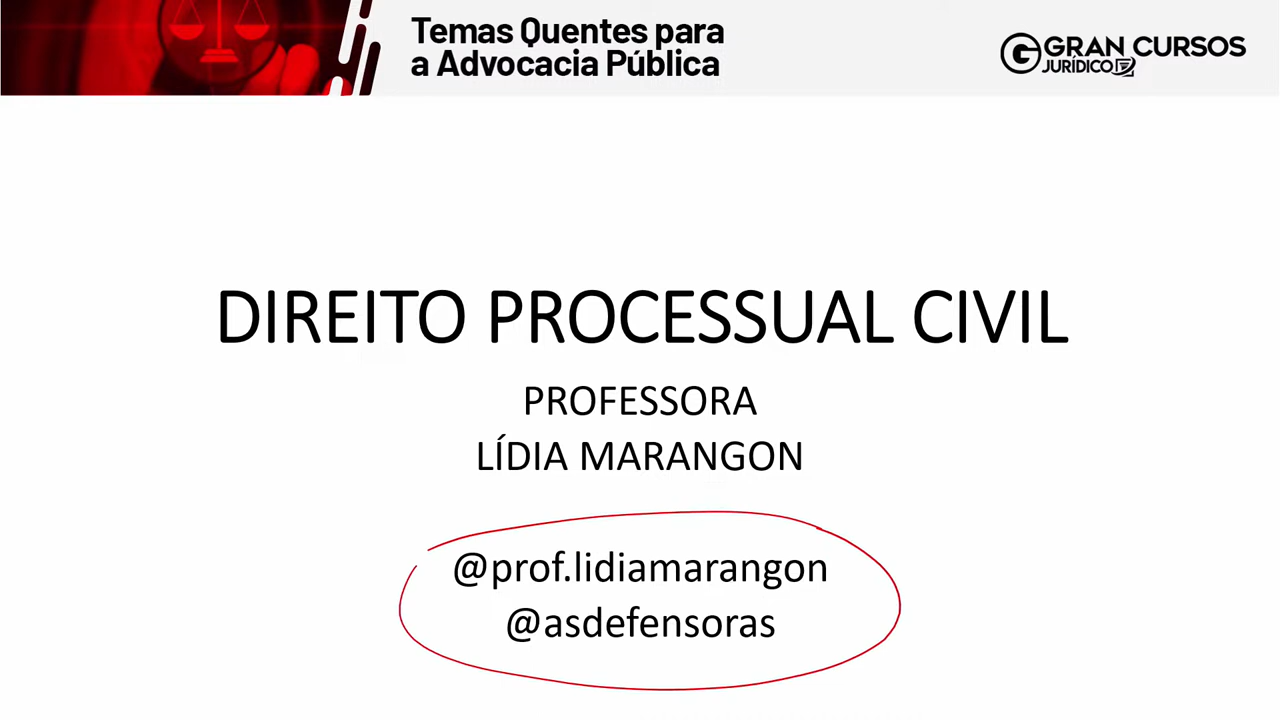 Temas Quentes para
a Advocacia Pública
GRAN CURSOS
JURÍDICO
DIREITO PROCESSUAL CIVIL
PROFESSORA
LÍDIA MARANGON
@prof.lidiamarangon
@asdefensoras